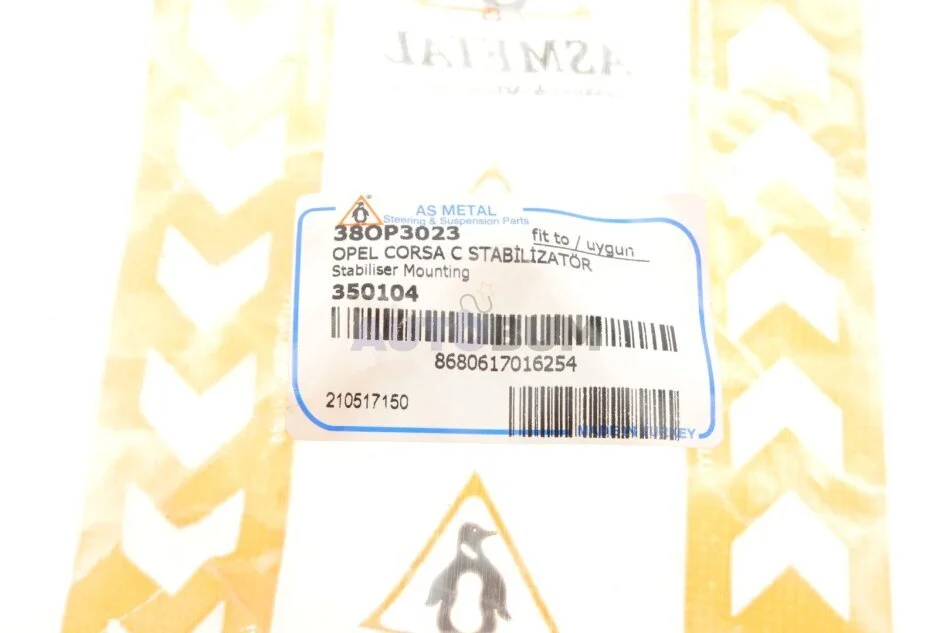 ASMETAL
AS METAL
Steering & Suspension Parts
38OP3023
fit to / uygun
OPEL CORSA C STABİLİZATÖR
Stabiliser Mounting
350104
AUTOBUM
8680617016254
210517150
MADE IN TURKEY